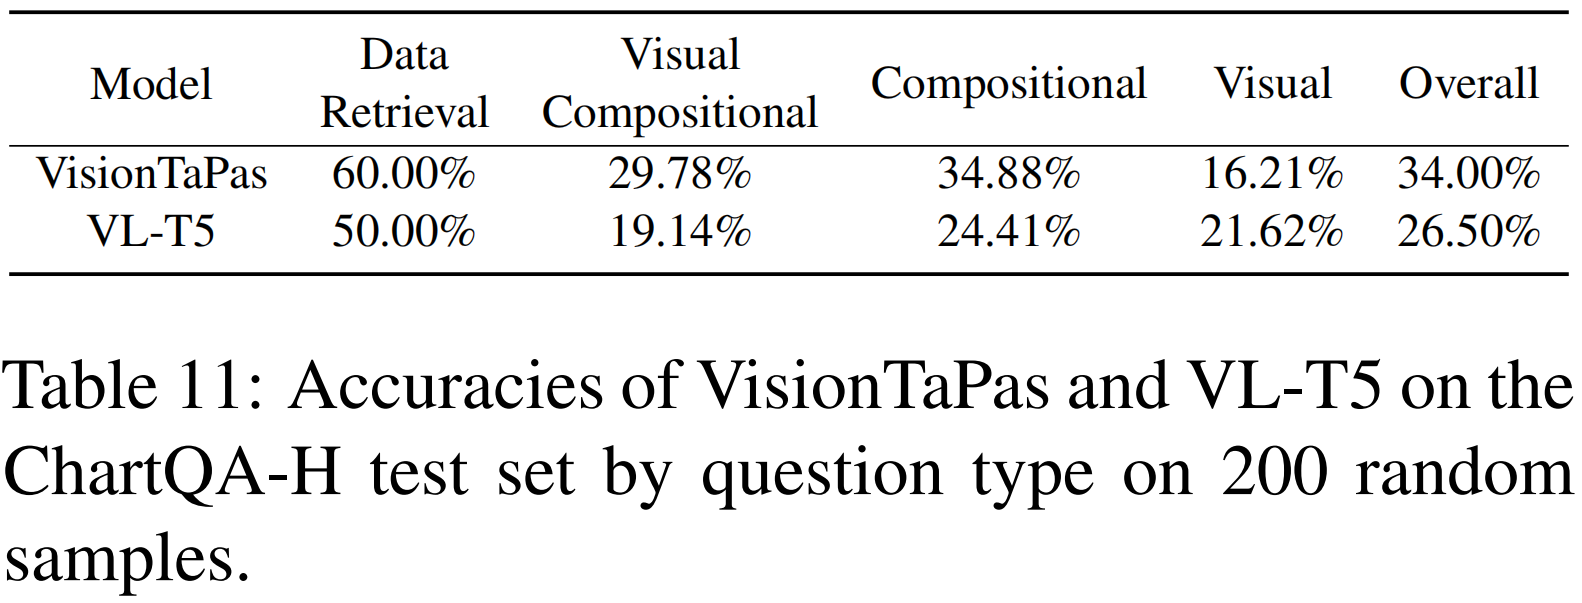 Model Data Retrieval Visual Compositional Compositional Visual Overall
VisionTaPas 60.00% 29.78% 34.88% 16.21% 34.00%
VL-T5 50.00% 19.14% 24.41% 21.62% 26.50%
Table 11: Accuracies of VisionTaPas and VL-T5 on the
ChartQA-H test set by question type on 200 random
samples.